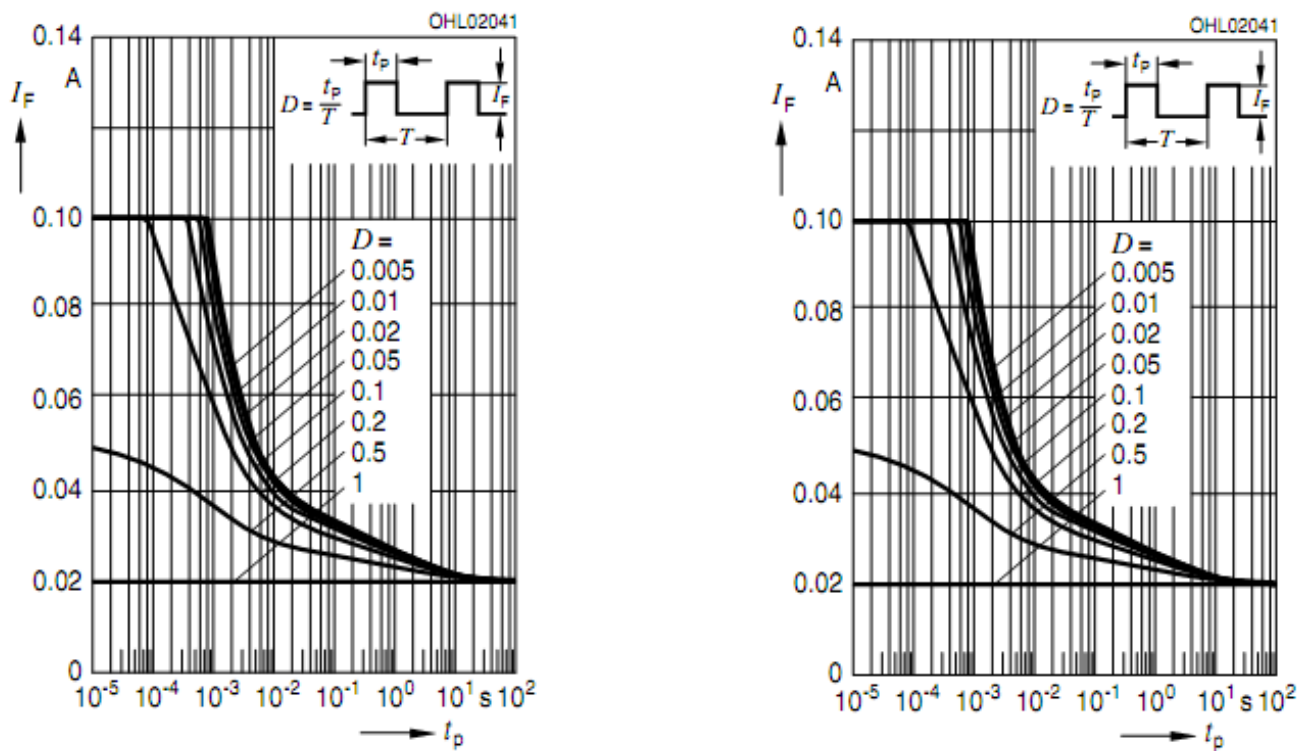 OHL02041
0.14
A
I_F
t_P
D = t_P/T
I_F
T
0.10
D =
0.005
0.01
0.02
0.05
0.1
0.2
0.5
1
0.08
0.06
0.04
0.02
0
10^-5 10^-4 10^-3 10^-2 10^-1 10^0 10^1 s 10^2
t_p
OHL02041
0.14
A
I_F
t_P
D = t_P/T
I_F
T
0.10
D =
0.005
0.01
0.02
0.05
0.1
0.2
0.5
1
0.08
0.06
0.04
0.02
0
10^-5 10^-4 10^-3 10^-2 10^-1 10^0 10^1 s 10^2
t_p